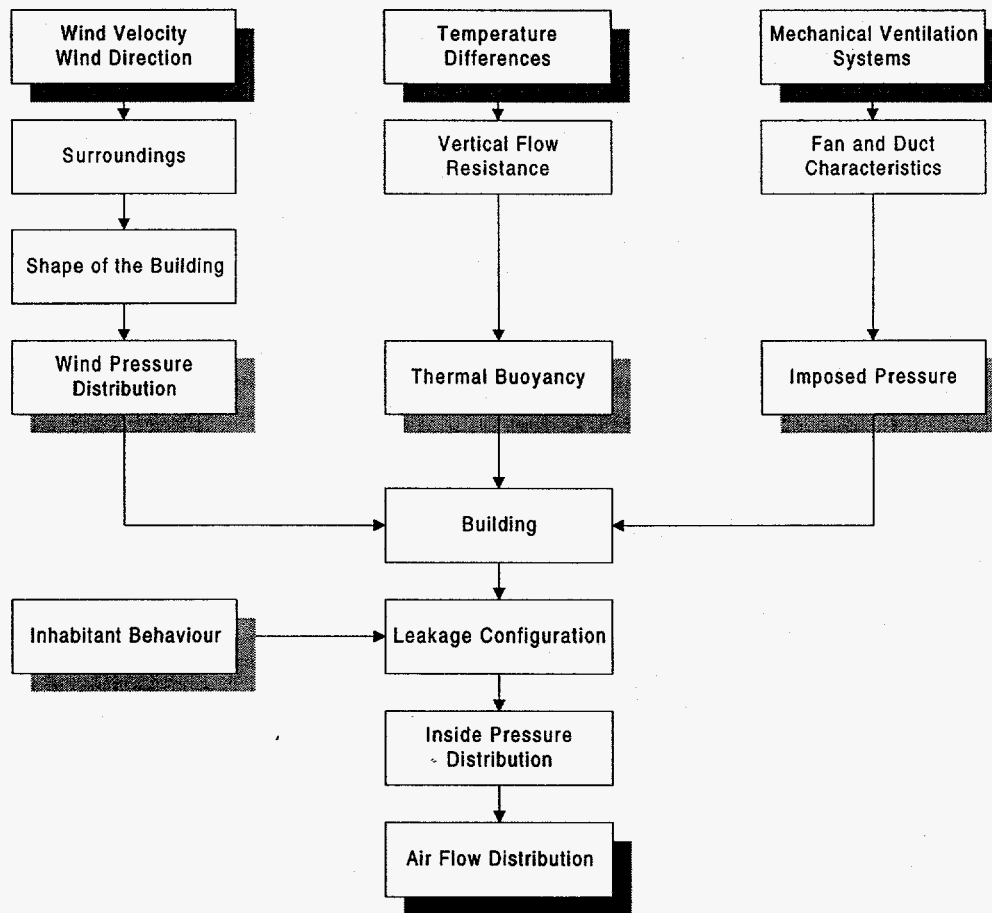 Wind Velocity
Wind Direction
Temperature
Differences
Mechanical Ventilation
Systems
Surroundings
Vertical Flow
Resistance
Fan and Duct
Characteristics
Shape of the Building
Wind Pressure
Distribution
Thermal Buoyancy
Imposed Pressure
Building
Inhabitant Behaviour
Leakage Configuration
Inside Pressure
Distribution
Air Flow Distribution